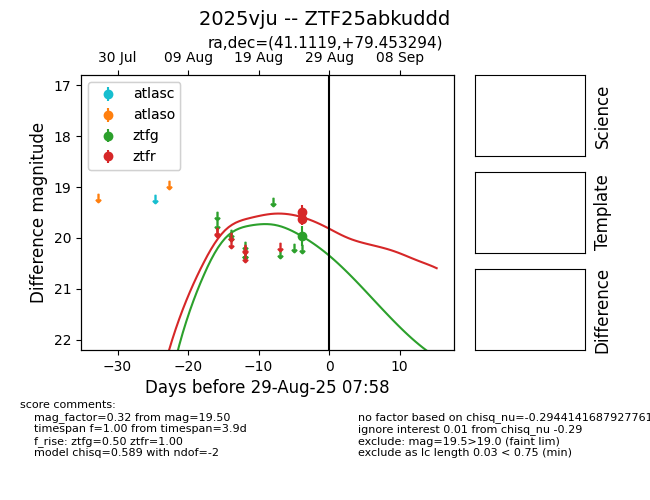 2025vju -- ZTF25abkuddd
ra,dec=(41.1119,+79.453294)
30 Jul 09 Aug 19 Aug 29 Aug 08 Sep
17
18
19
20
21
22
Difference magnitude
atlasc
atlaso
ztfg
ztfr
−30 −20 −10 0 10
Days before 29-Aug-25 07:58
Science
Template
Difference
score comments:
mag_factor=0.32 from mag=19.50
timespan f=1.00 from timespan=3.9d
f_rise: ztfg=0.50 ztfr=1.00
model chisq=0.589 with ndof=-2
no factor based on chisq_nu=-0.2944141687927761
ignore interest 0.01 from chisq_nu -0.29
exclude: mag=19.5>19.0 (faint lim)
exclude as lc length 0.03 < 0.75 (min)